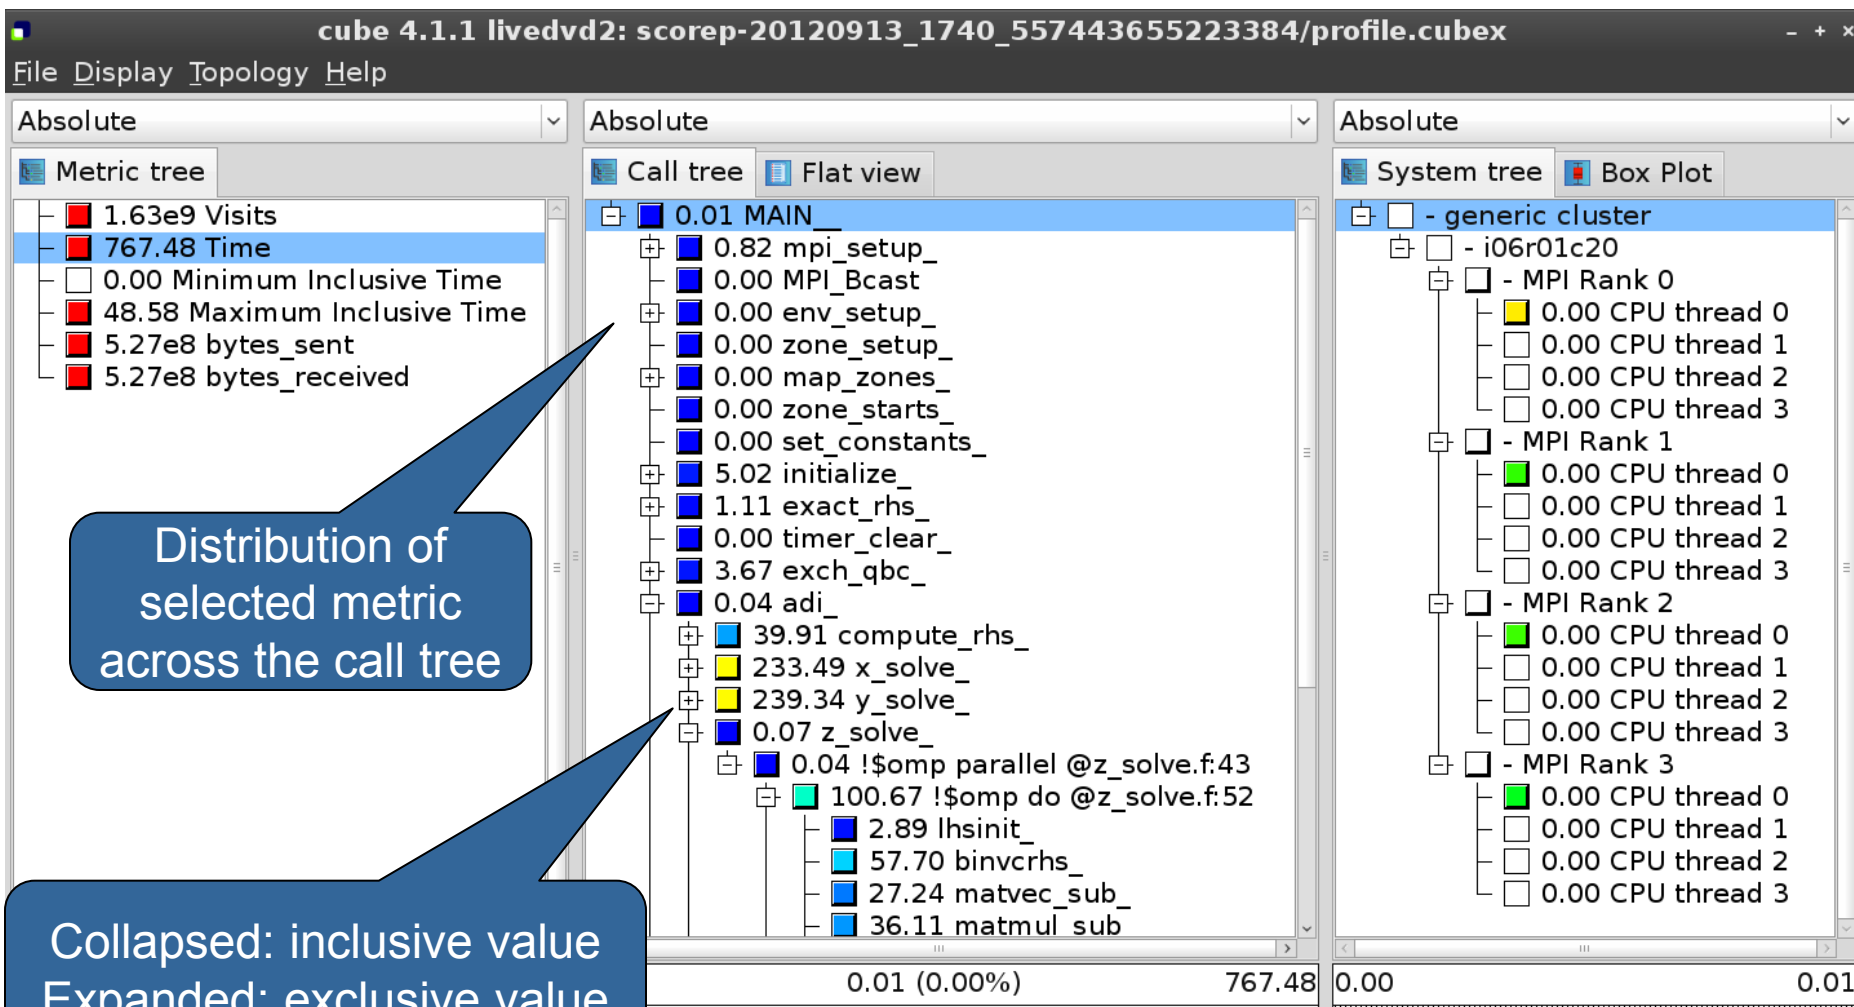 cube 4.1.1 livedvd2: scorep-20120913_1740_557443655223384/profile.cubex
File Display Topology Help
Absolute
Metric tree
1.63e9 Visits
767.48 Time
0.00 Minimum Inclusive Time
48.58 Maximum Inclusive Time
5.27e8 bytes_sent
5.27e8 bytes_received
Distribution of
selected metric
across the call tree
Collapsed: inclusive value
Expanded: exclusive value
Absolute
Call tree
Flat view
0.01 MAIN__
0.82 mpi_setup_
0.00 MPI_Bcast
0.00 env_setup_
0.00 zone_setup_
0.00 map_zones_
0.00 zone_starts_
0.00 set_constants_
5.02 initialize_
1.11 exact_rhs_
0.00 timer_clear_
3.67 exch_qbc_
0.04 adi_
39.91 compute_rhs_
233.49 x_solve_
239.34 y_solve_
0.07 z_solve_
0.04 !$omp parallel @z_solve.f:43
100.67 !$omp do @z_solve.f:52
2.89 lhsinit_
57.70 binvcrhs_
27.24 matvec_sub_
36.11 matmul_sub
0.01 (0.00%)
767.48
Absolute
System tree
Box Plot
- generic cluster
- i06r01c20
- MPI Rank 0
0.00 CPU thread 0
0.00 CPU thread 1
0.00 CPU thread 2
0.00 CPU thread 3
- MPI Rank 1
0.00 CPU thread 0
0.00 CPU thread 1
0.00 CPU thread 2
0.00 CPU thread 3
- MPI Rank 2
0.00 CPU thread 0
0.00 CPU thread 1
0.00 CPU thread 2
0.00 CPU thread 3
- MPI Rank 3
0.00 CPU thread 0
0.00 CPU thread 1
0.00 CPU thread 2
0.00 CPU thread 3
0.00
0.01